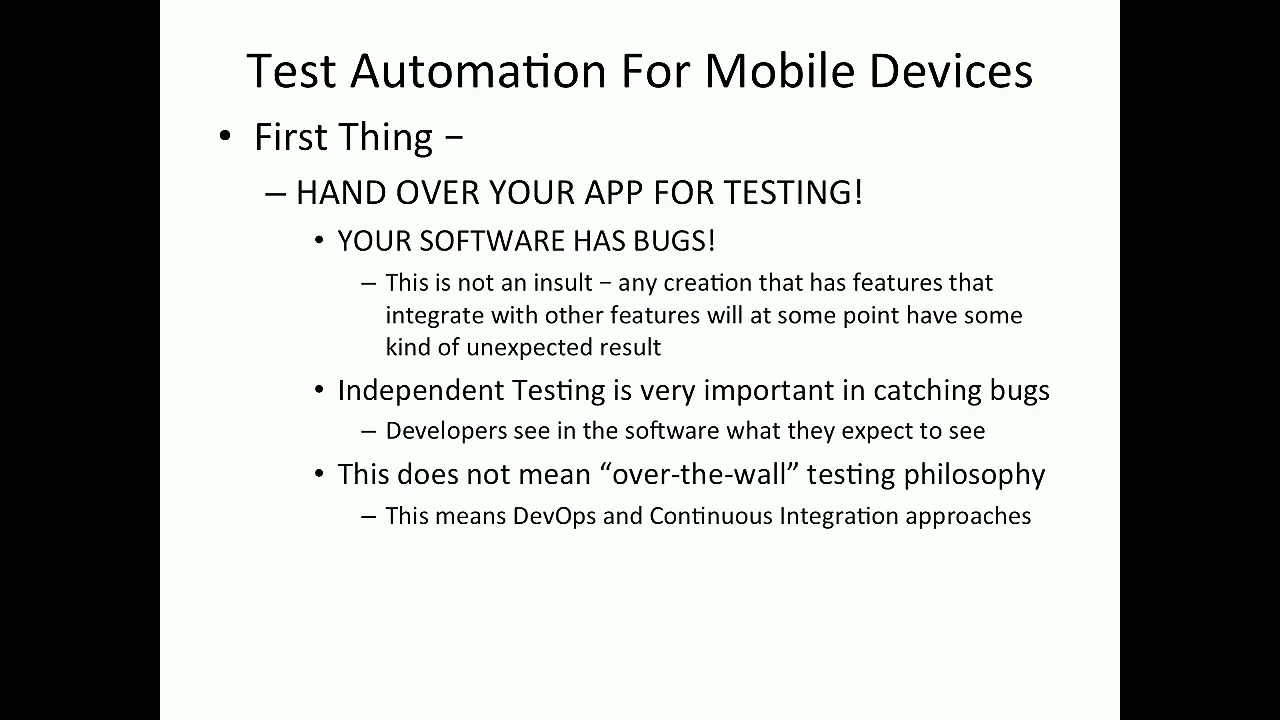 Test Automation For Mobile Devices
• First Thing –
– HAND OVER YOUR APP FOR TESTING!
• YOUR SOFTWARE HAS BUGS!
– This is not an insult – any creation that has features that
integrate with other features will at some point have some
kind of unexpected result
• Independent Testing is very important in catching bugs
– Developers see in the software what they expect to see
• This does not mean “over-the-wall” testing philosophy
– This means DevOps and Continuous Integration approaches